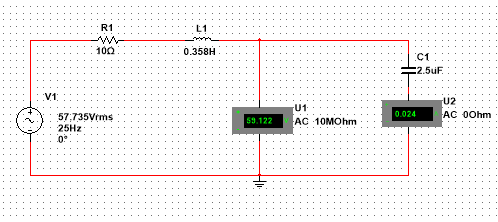 R1
10Ω
L1
0.358H
C1
2.5uF
V1
57.735Vrms
25Hz
0°
U1
59.122
AC 10MOhm
U2
0.024
AC 0Ohm